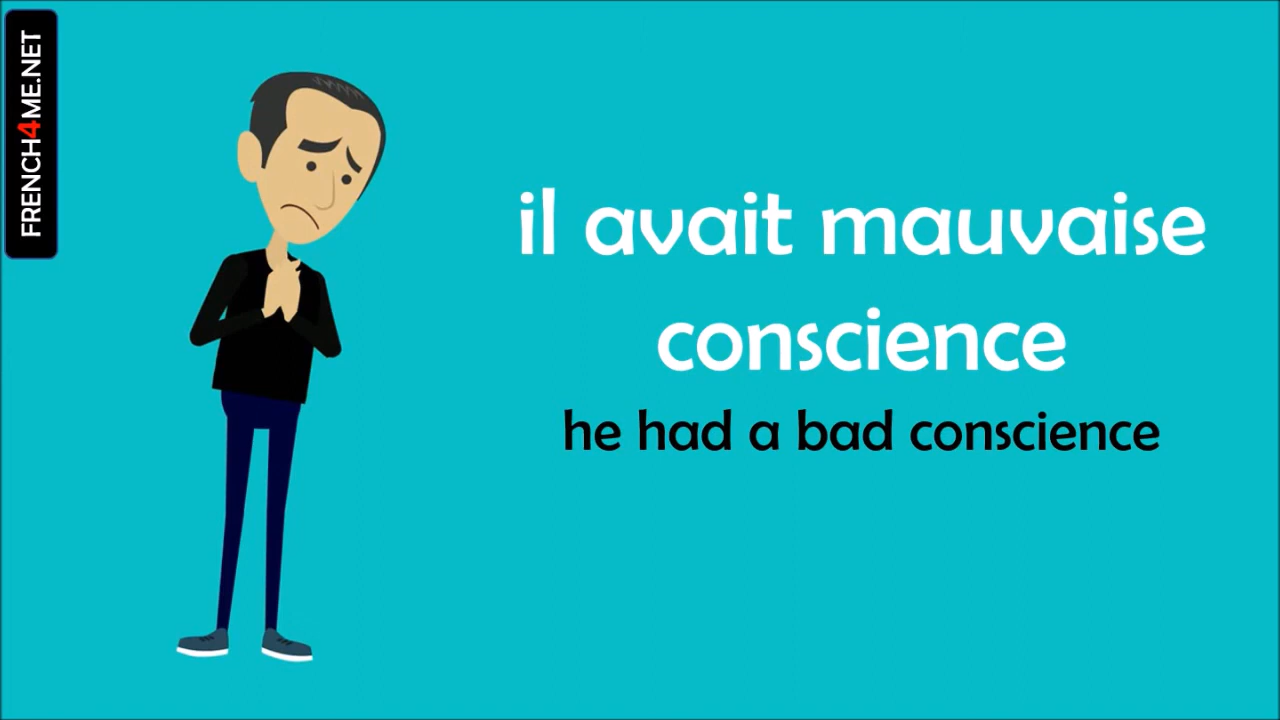 FRENCH4ME.NET
il avait mauvaise
conscience
he had a bad conscience